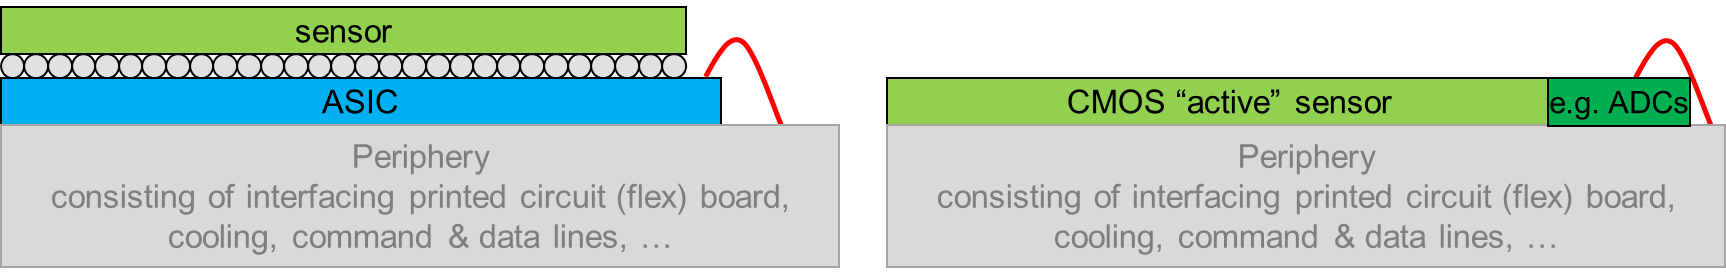 sensor
ASIC
Periphery
consisting of interfacing printed circuit (flex) board,
cooling, command & data lines, …
CMOS “active” sensor
e.g. ADCs
Periphery
consisting of interfacing printed circuit (flex) board,
cooling, command & data lines, …